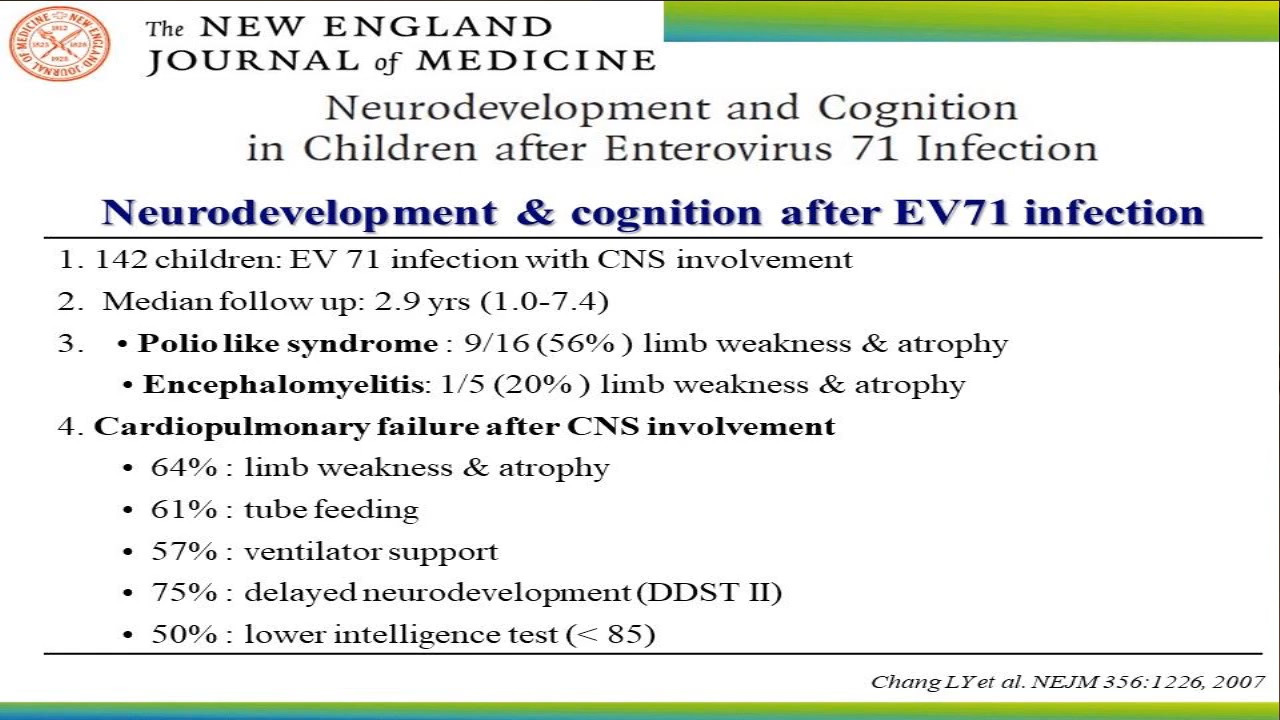 The NEW ENGLAND
JOURNAL of MEDICINE
Neurodevelopment and Cognition
in Children after Enterovirus 71 Infection
Neurodevelopment & cognition after EV71 infection
1. 142 children: EV 71 infection with CNS involvement
2. Median follow up: 2.9 yrs (1.0-7.4)
3. • Polio like syndrome : 9/16 (56% ) limb weakness & atrophy
• Encephalomyelitis: 1/5 (20% ) limb weakness & atrophy
4. Cardiopulmonary failure after CNS involvement
• 64% : limb weakness & atrophy
• 61% : tube feeding
• 57% : ventilator support
• 75% : delayed neurodevelopment (DDST II)
• 50% : lower intelligence test (< 85)
Chang LY et al. NEJM 356:1226, 2007